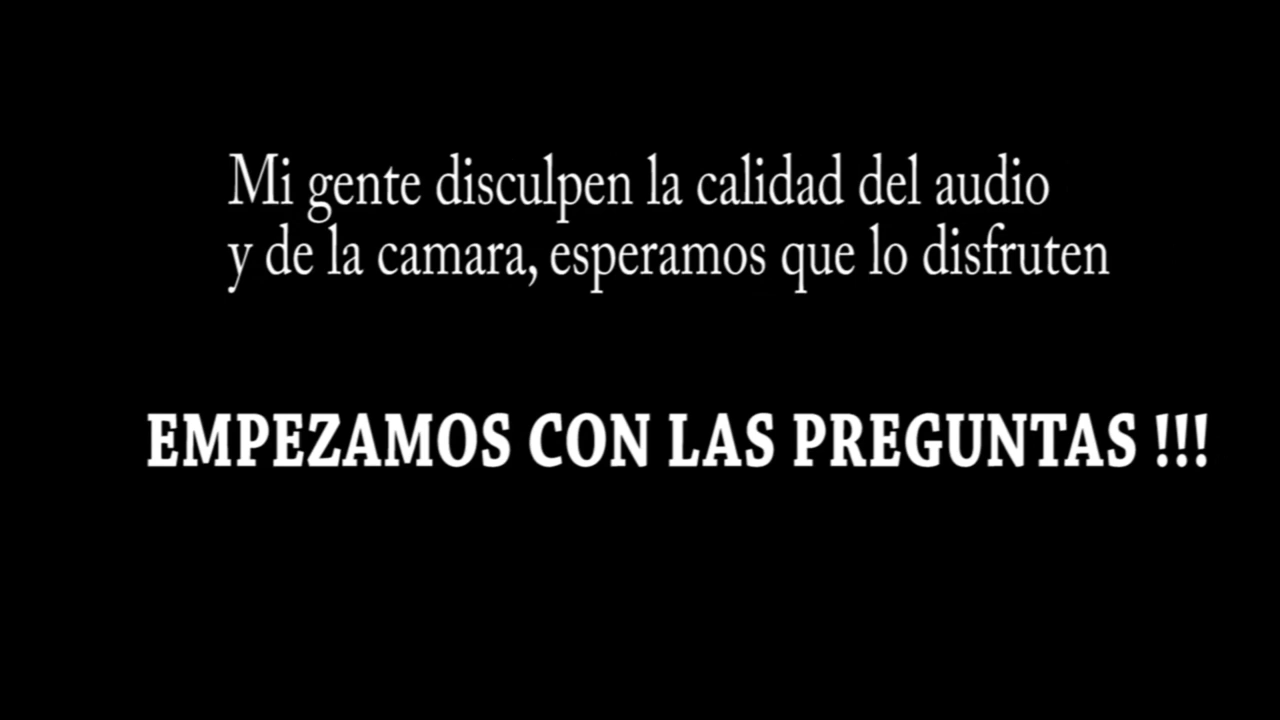 Mi gente disculpen la calidad del audio
y de la camara, esperamos que lo disfruten
EMPEZAMOS CON LAS PREGUNTAS !!!